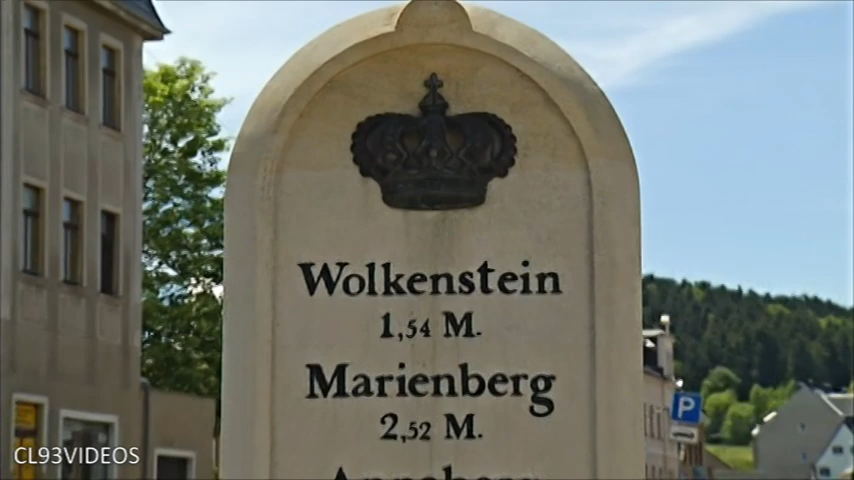 Wolkenstein
1,54 M.
Marienberg
2,52 M.
P
CL93VIDEOS